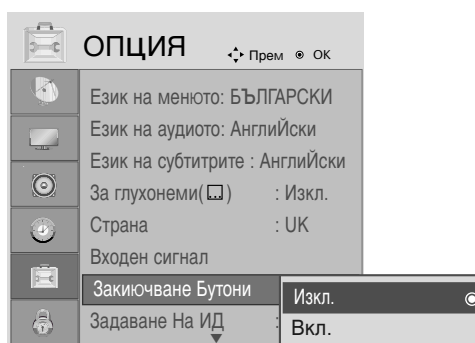 ОПЦИЯ Прем OK
Език на менюто: БЪЛГАРСКИ
Език на аудиото: АнглиЙски
Език на субтитрите : АнглиЙски
За глухонеми( ) : Изкл.
Страна : UK
Входен сигнал
Закиючване Бутони Изкл.
Задаване На ИД : Вкл.